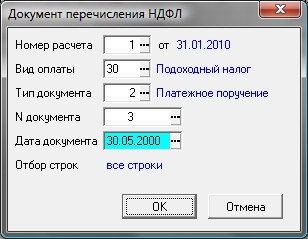 Документ перечисления НДФЛ
Номер расчета 1 от 31.01.2010
Вид оплаты 30 Подоходный налог
Тип документа 2 Платежное поручение
N документа 3
Дата документа 30.05.2000
Отбор строк все строки
OK Отмена